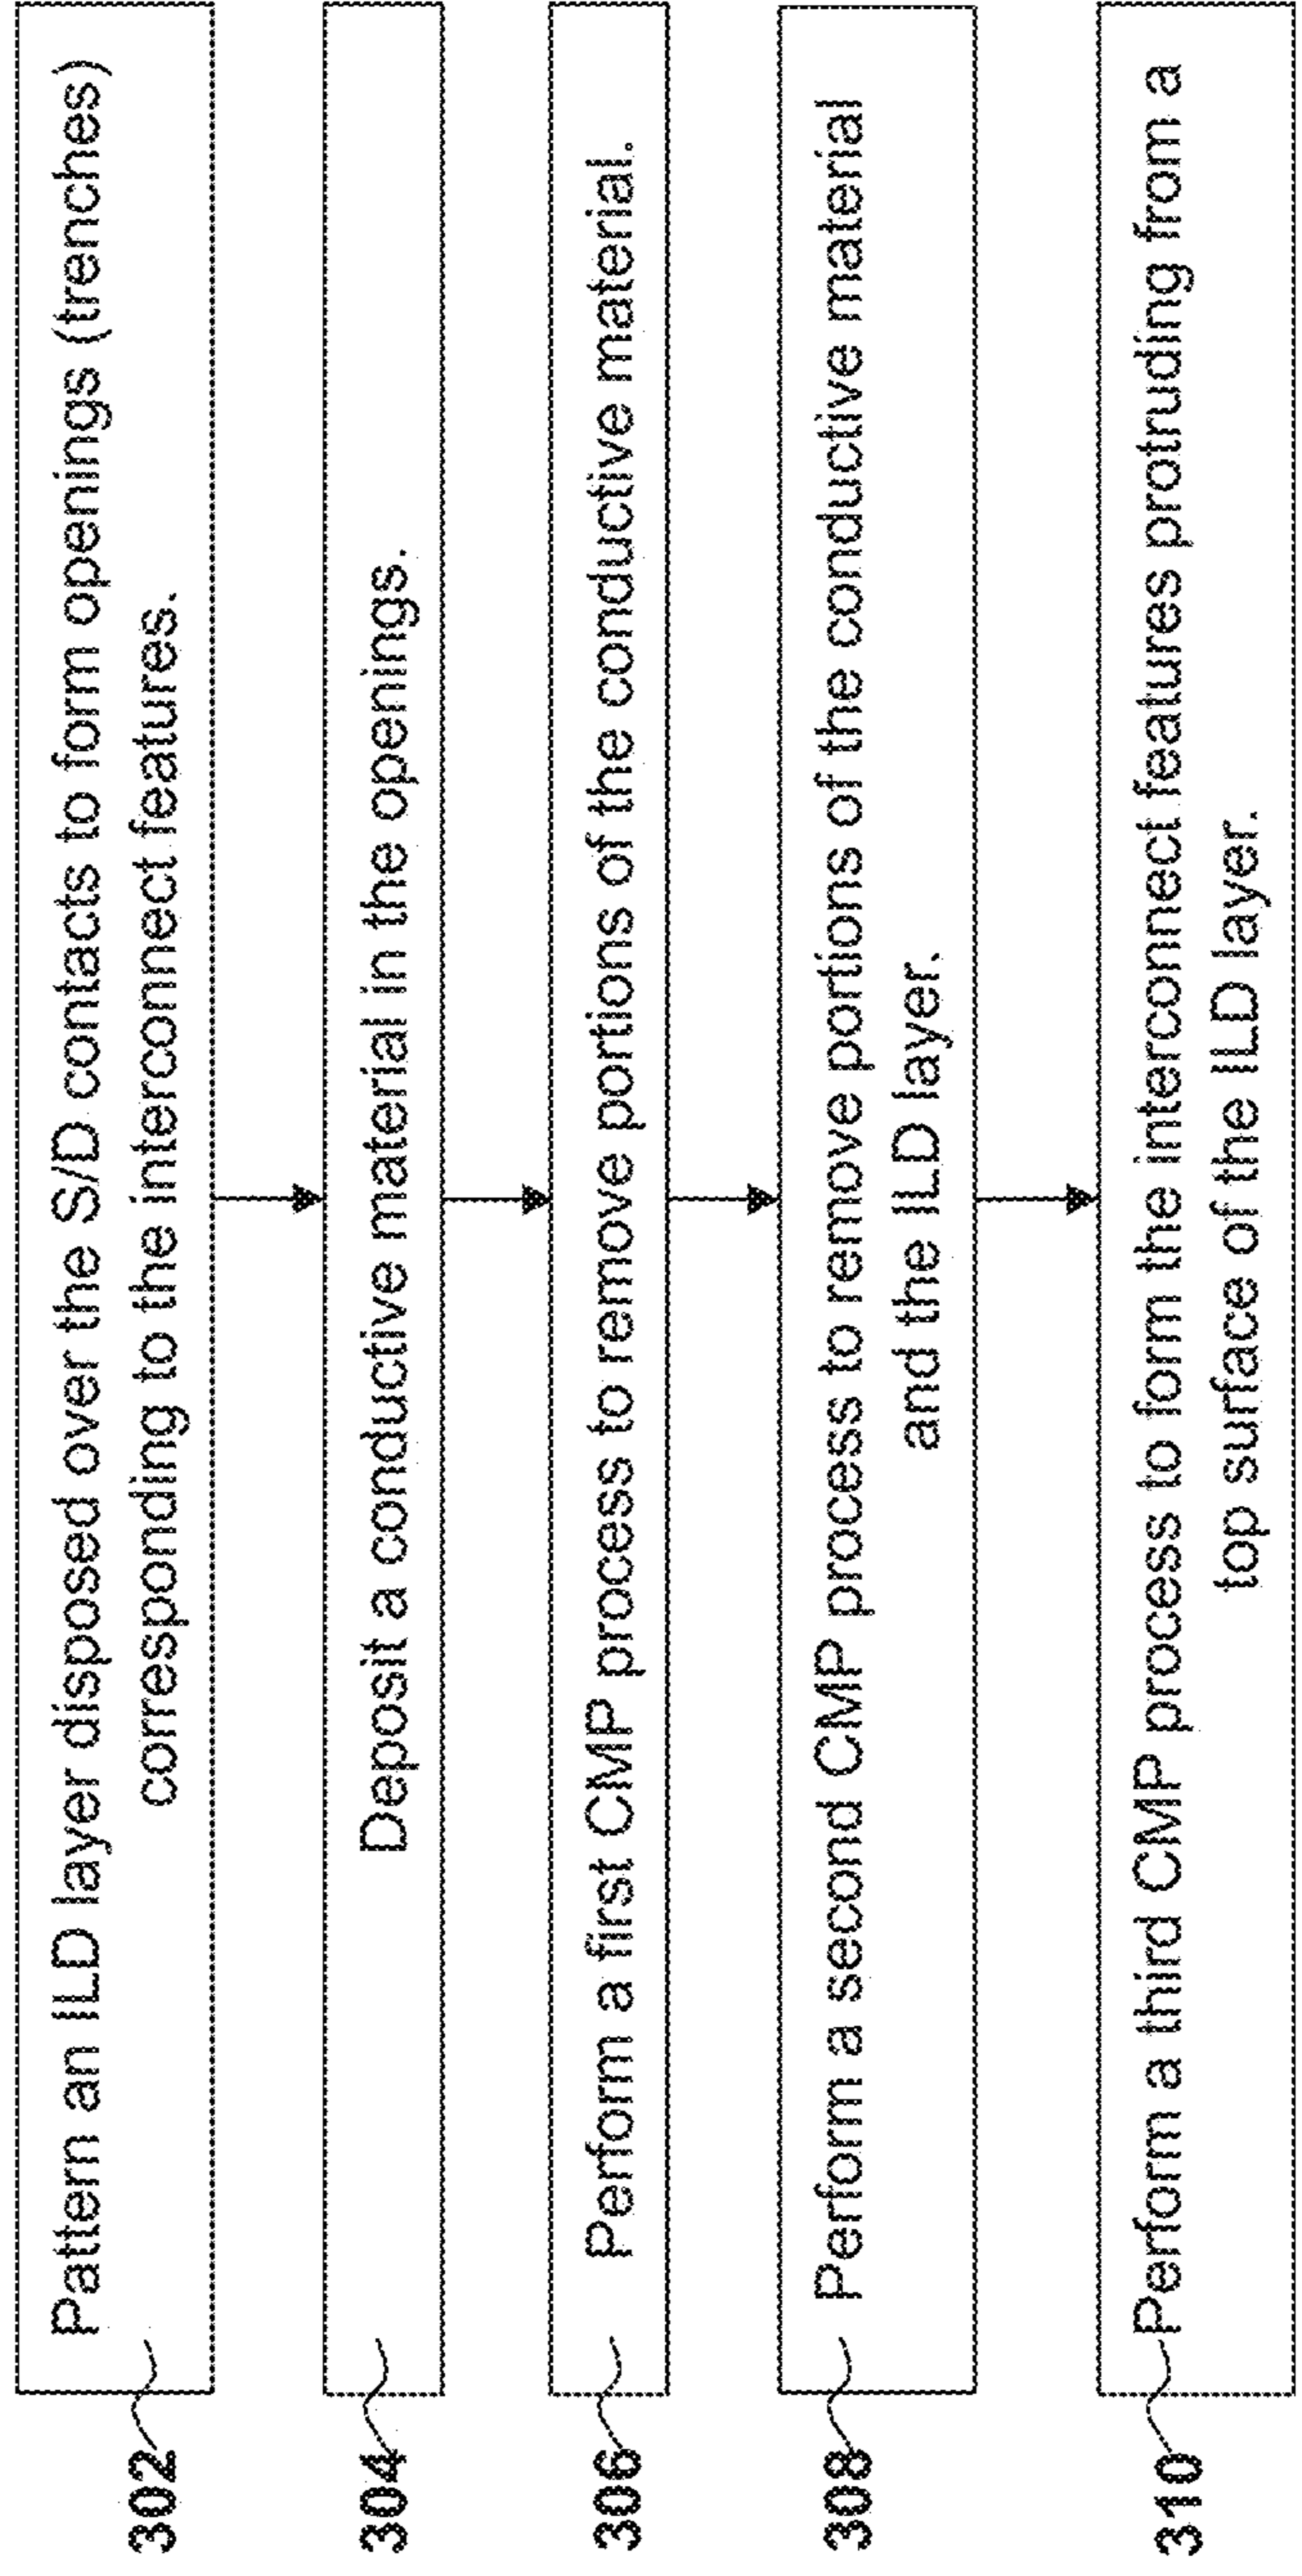 302
Pattern an ILD layer disposed over the S/D contacts to form openings (trenches)
corresponding to the interconnect features.
304
Deposit a conductive material in the openings.
306
Perform a first CMP process to remove portions of the conductive material.
308
Perform a second CMP process to remove portions of the conductive material
and the ILD layer.
310
Perform a third CMP process to form the interconnect features protruding from a
top surface of the ILD layer.